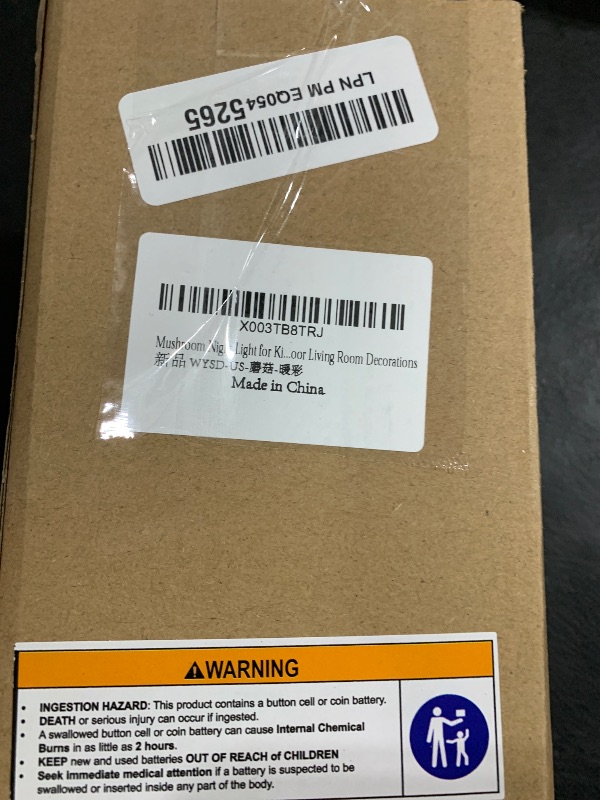 LPN PM EQ0545265
X003TB8TRJ
Mushroom Night Light for Ki...oor Living Room Decorations
新品 WYSD-US-蘑菇-暖彩
Made in China
WARNING
• INGESTION HAZARD: This product contains a button cell or coin battery.
• DEATH or serious injury can occur if ingested.
• A swallowed button cell or coin battery can cause Internal Chemical
Burns in as little as 2 hours.
• KEEP new and used batteries OUT OF REACH of CHILDREN
• Seek immediate medical attention if a battery is suspected to be
swallowed or inserted inside any part of the body.